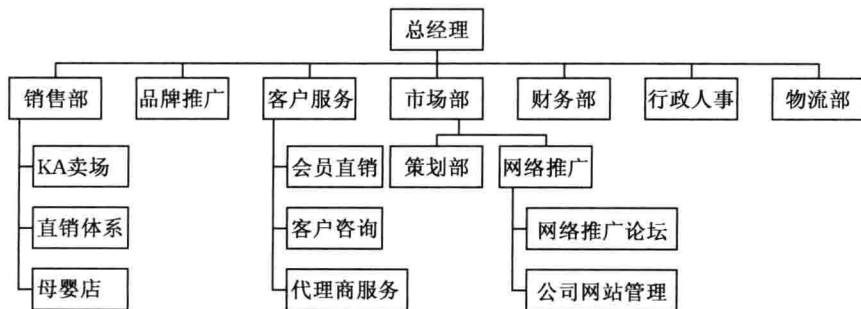 总经理
销售部
品牌推广
客户服务
市场部
财务部
行政人事
物流部
KA卖场
会员直销
策划部
网络推广
直销体系
客户咨询
网络推广论坛
母婴店
代理商服务
公司网站管理